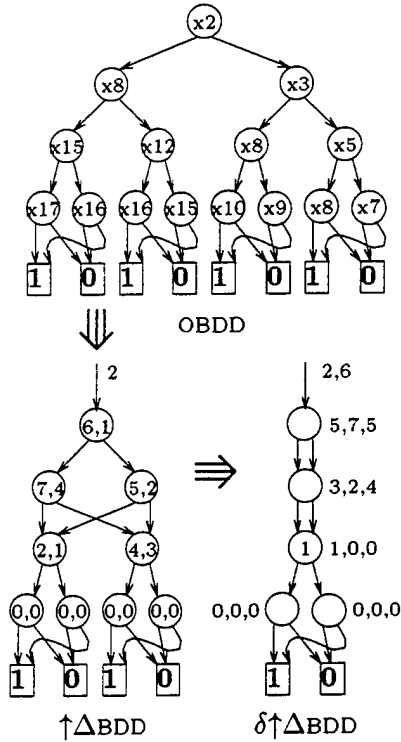 x2
x8 x3
x15 x12 x8 x5
x17 x16 x16 x15 x10 x9 x8 x7
1 0 1 0 1 0 1 0
OBDD
2
6,1
7,4 5,2
2,1 4,3
0,0 0,0 0,0 0,0
1 0 1 0
↑ΔBDD
2,6
5,7,5
3,2,4
1 1,0,0
0,0,0 0,0,0
1 0
δ↑ΔBDD